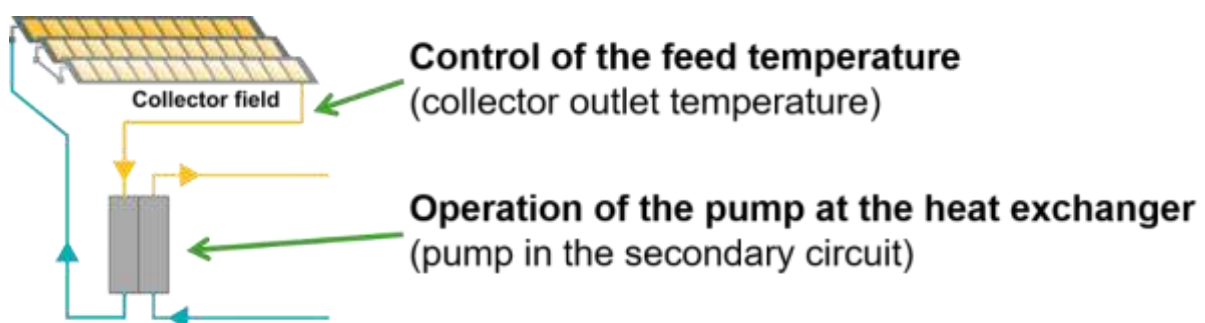 Control of the feed temperature
(collector outlet temperature)
Collector field
Operation of the pump at the heat exchanger
(pump in the secondary circuit)